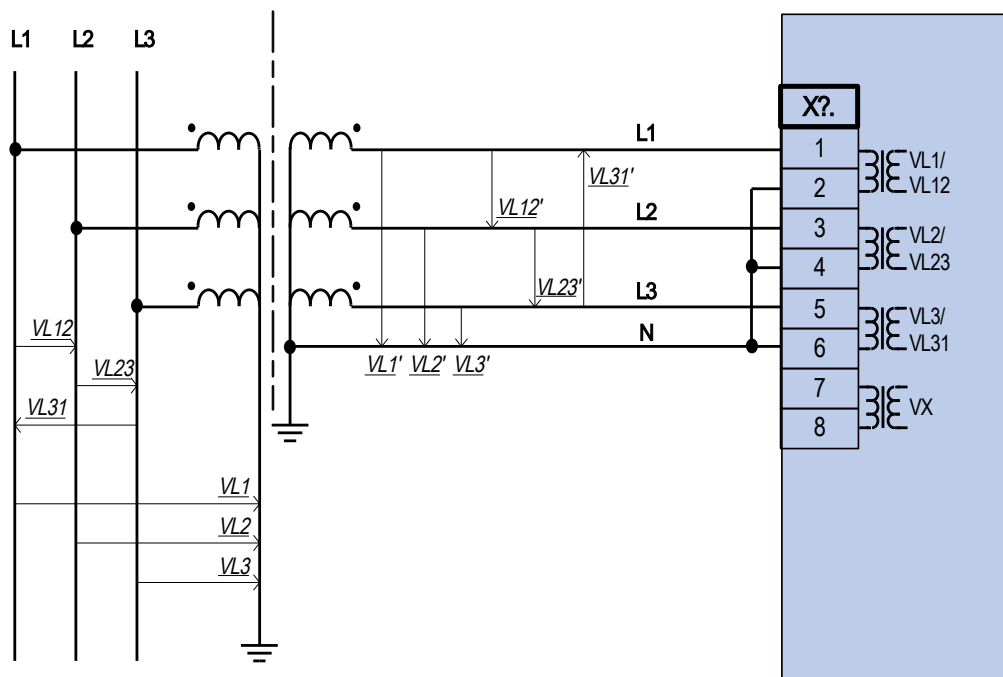 L1 L2 L3
X?.
L1
1
VL1/
VL31'
2
VL12
VL12'
L2
3
VL2/
4
VL23
VL23'
L3
5
VL3/
VL12
N
6
VL31
VL23
VL1' VL2' VL3'
7
VL31
VX
8
VL1
VL2
VL3